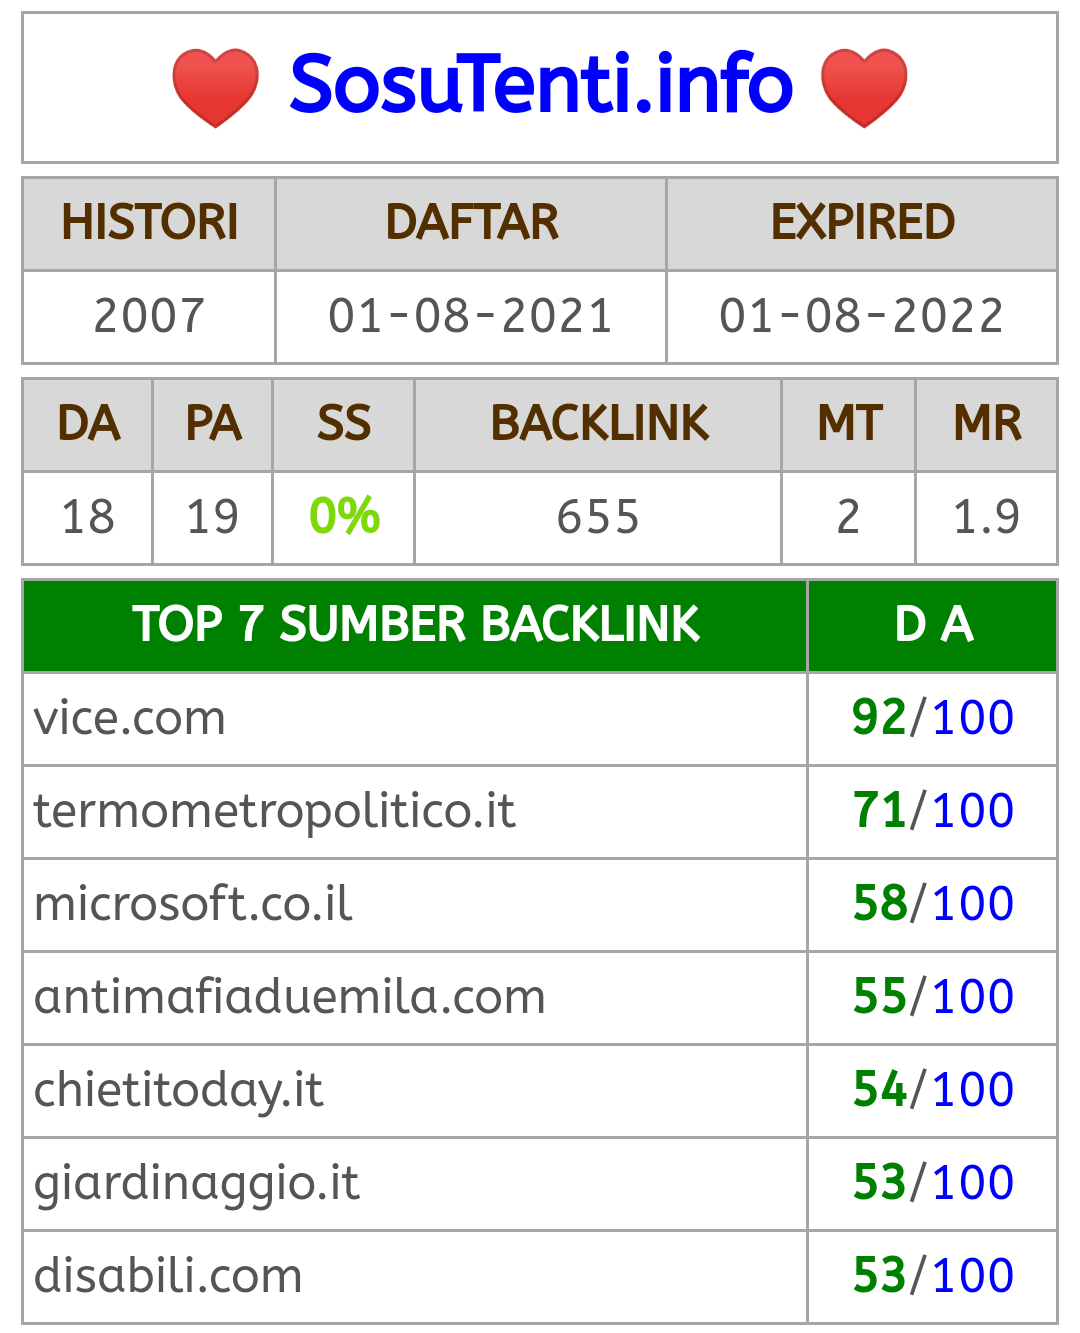 ❤️ SosuTenti.info ❤️
HISTORI DAFTAR EXPIRED
2007 01-08-2021 01-08-2022
DA PA SS BACKLINK MT MR
18 19 0% 655 2 1.9
TOP 7 SUMBER BACKLINK D A
vice.com 92/100
termometropolitico.it 71/100
microsoft.co.il 58/100
antimafiaduemila.com 55/100
chietitoday.it 54/100
giardinaggio.it 53/100
disabili.com 53/100